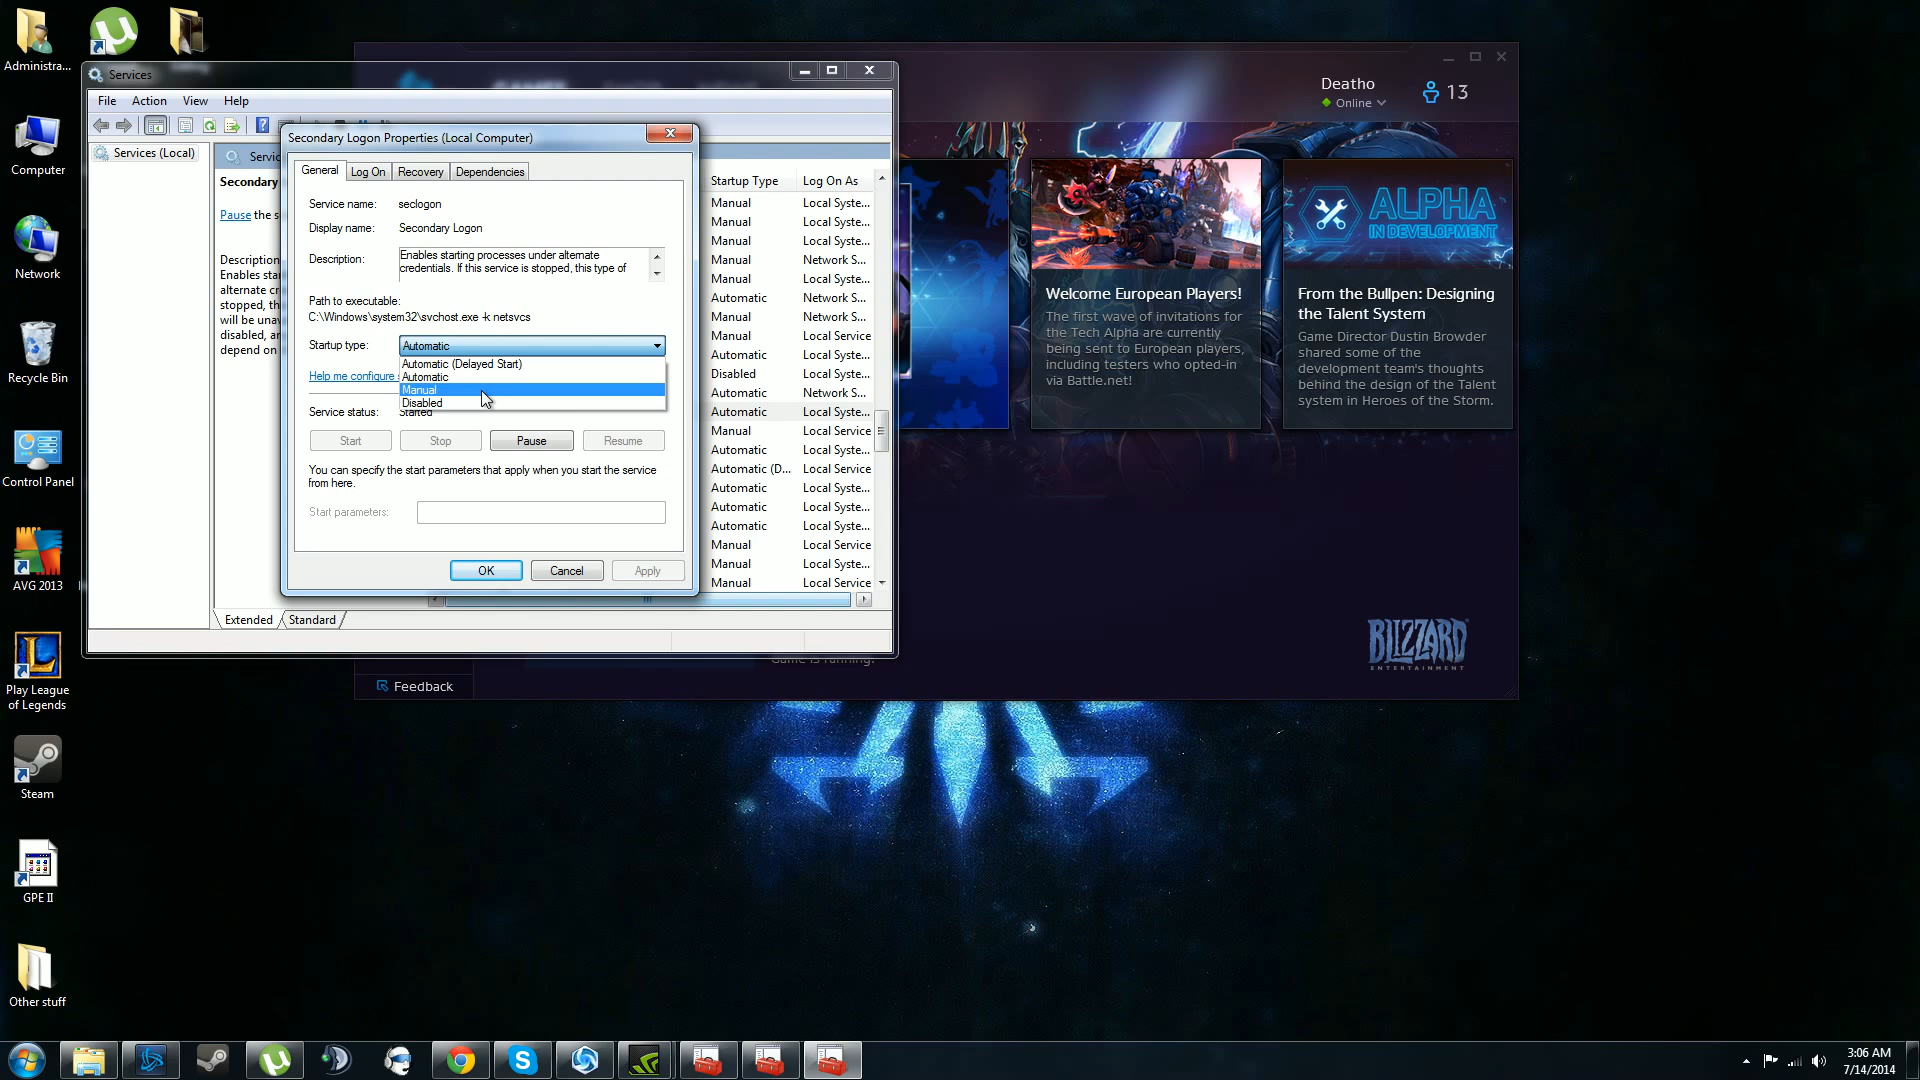 Administra...
Computer
Network
Recycle Bin
Control Panel
AVG 2013
Play League
of Legends
Steam
GPE II
Other stuff
Services
File Action View Help
Services (Local)
Secondary
Pause the s
Description
Enables sta
alternate cr
stopped, th
will be una
disabled, a
depend on
Secondary Logon Properties (Local Computer)
General Log On Recovery Dependencies
Service name: seclogon
Display name: Secondary Logon
Description: Enables starting processes under alternate
credentials. If this service is stopped, this type of
Path to executable:
C:\Windows\system32\svchost.exe -k netsvcs
Startup type: Automatic
Automatic (Delayed Start)
Help me configure
Automatic
Manual
Disabled
Service status: Started
Start Stop Pause Resume
You can specify the start parameters that apply when you start the service
from here.
Start parameters:
OK Cancel Apply
Startup Type Log On As
Manual Local Syste...
Manual Local Syste...
Manual Local Syste...
Manual Network S...
Manual Local Syste...
Automatic Network S...
Manual Network S...
Manual Local Service
Automatic Local Syste...
Disabled Local Syste...
Automatic Network S...
Automatic Local Syste...
Manual Local Service
Automatic Local Syste...
Automatic (D... Local Service
Automatic Local Syste...
Automatic Local Syste...
Automatic Local Syste...
Manual Local Service
Manual Local Syste...
Manual Local Service
Extended Standard
Deatho
Online
13
Welcome European Players!
The first wave of invitations for
the Tech Alpha are currently
being sent to European players,
including testers who opted-in
via Battle.net!
ALPHA
IN DEVELOPMENT
From the Bullpen: Designing
the Talent System
Game Director Dustin Browder
shared some of the
development team's thoughts
behind the design of the Talent
system in Heroes of the Storm.
BLIZZARD
ENTERTAINMENT
Game is running.
Feedback
3:06 AM
7/14/2014